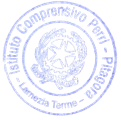 Istituto Comprensivo Perri - Pitagora
- Lamezia Terme -